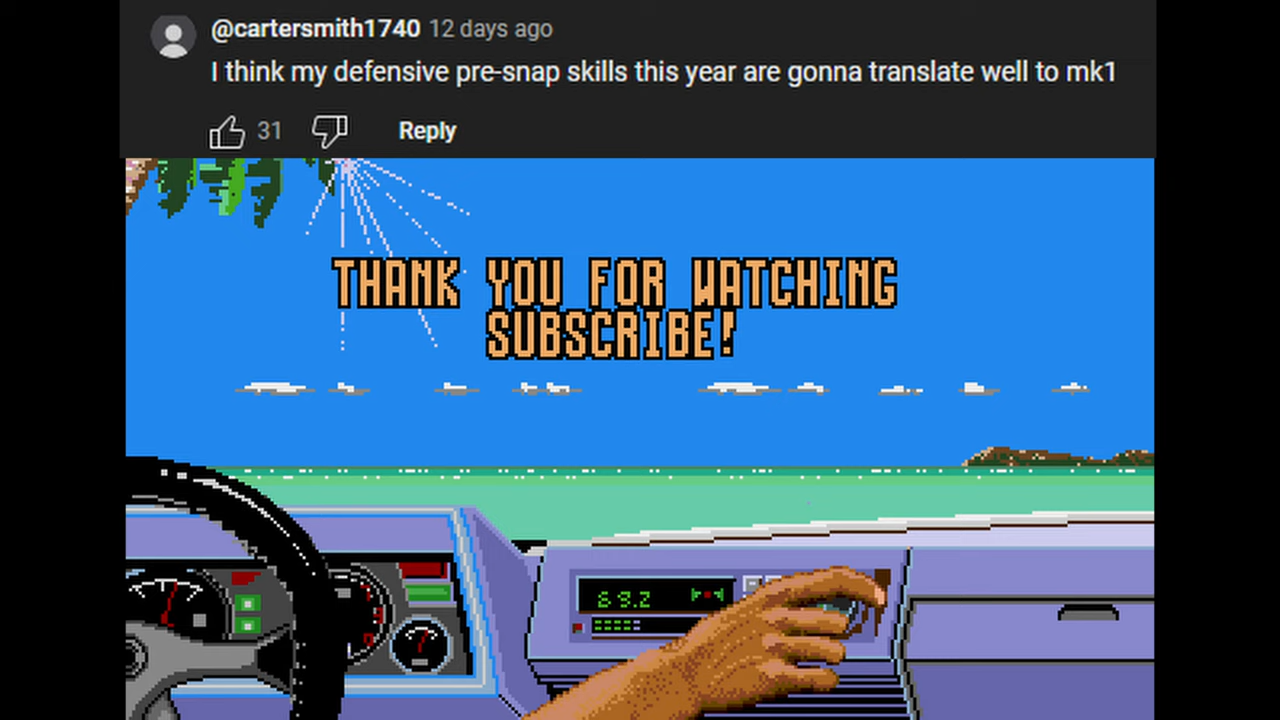 @cartersmith1740 12 days ago
I think my defensive pre-snap skills this year are gonna translate well to mk1
31 Reply
THANK YOU FOR WATCHING
SUBSCRIBE!
89.2